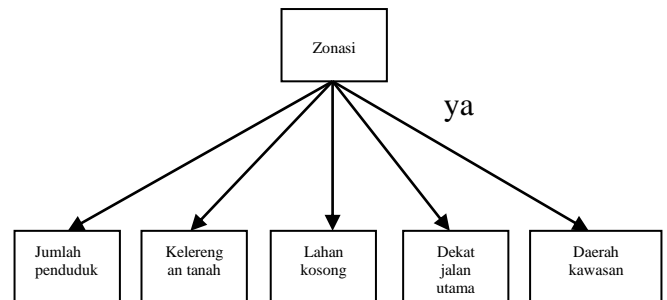 Zonasi
ya
Jumlah
penduduk
Kelereng
an tanah
Lahan
kosong
Dekat
jalan
utama
Daerah
kawasan